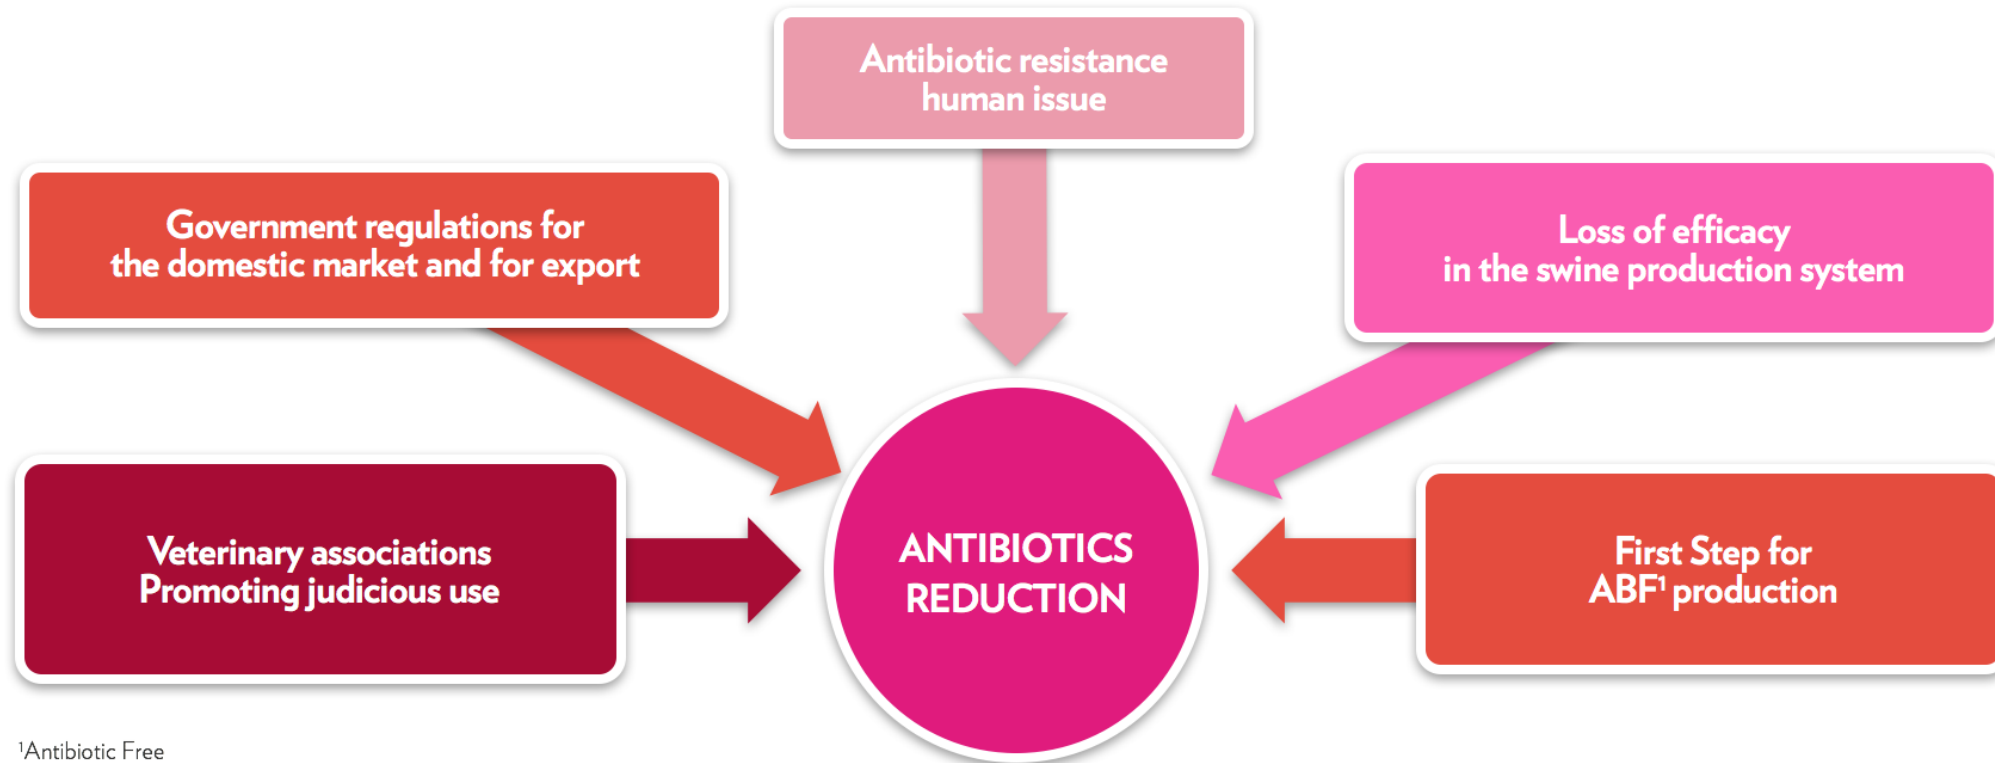 Antibiotic resistance
human issue
Government regulations for
the domestic market and for export
Loss of efficacy
in the swine production system
Veterinary associations
Promoting judicious use
ANTIBIOTICS
REDUCTION
First Step for
ABF¹ production
¹Antibiotic Free